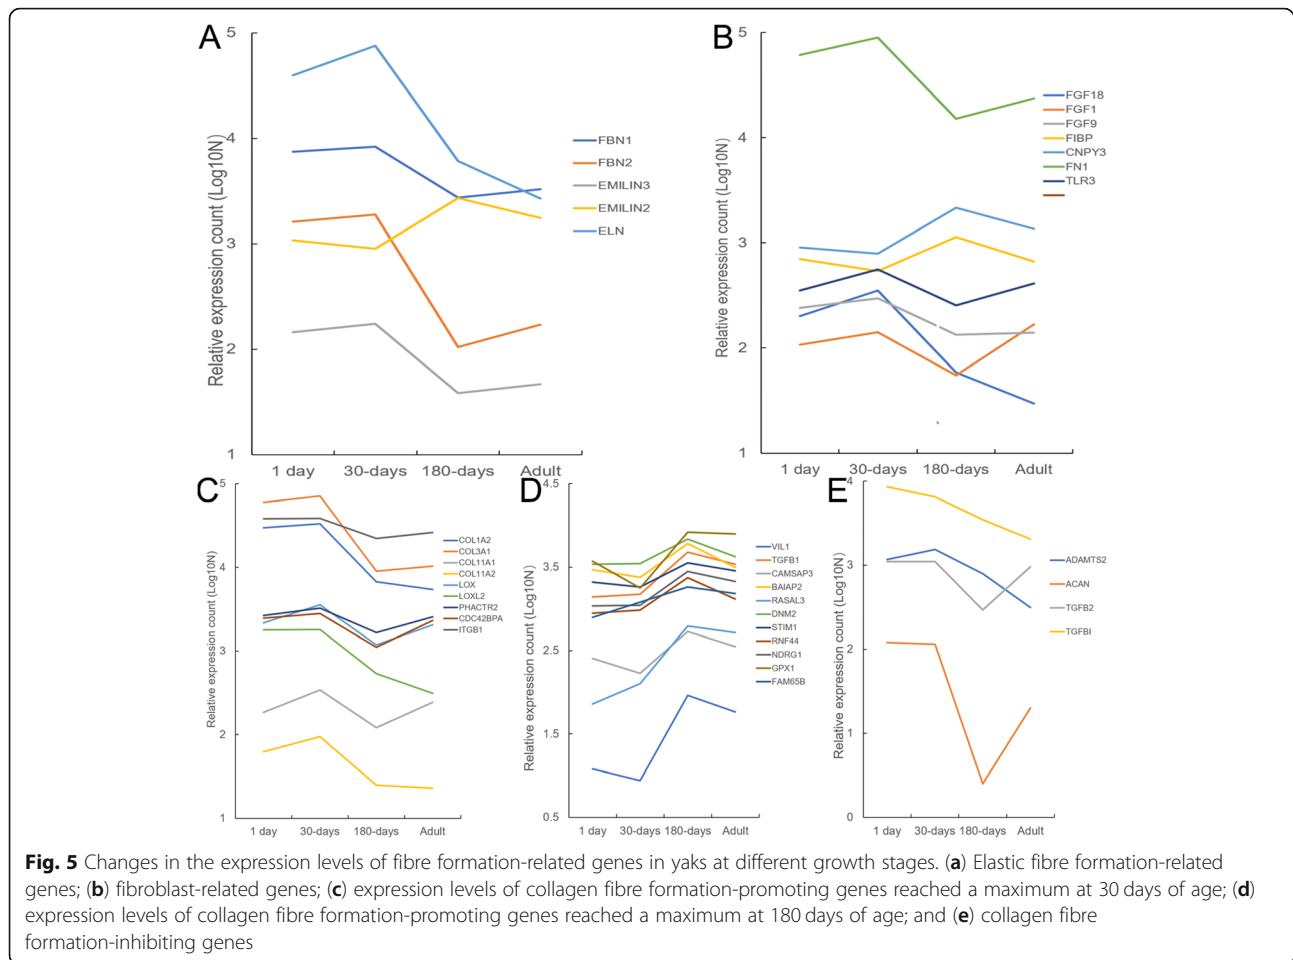 A
5
4
3
2
1
Relative expression count (Log10N)
1 day
30-days
180-days
Adult
FBN1
FBN2
EMILIN3
EMILIN2
ELN
B
5
4
3
2
1
Relative expression count (Log10N)
1 day
30-days
180-days
Adult
FGF18
FGF1
FGF9
FIBP
CNPY3
FN1
TLR3
C
5
4
3
2
1
Relative expression count (Log10N)
1 day
30-days
180-days
Adult
COL1A2
COL3A1
COL11A1
COL11A2
LOX
LOXL2
PHACTR2
CDC42BPA
ITGB1
D
4.5
3.5
2.5
1.5
0.5
Relative expression count (Log10N)
1 day
30-days
180-days
Adult
VIL1
TGFB1
CAMSAP3
BAIAP2
RASAL3
DNM2
STIM1
RNF44
NDRG1
GPX1
FAM65B
E
4
3
2
1
0
Relative expression count (Log10N)
1 day
30-days
180-days
Adult
ADAMTS2
ACAN
TGFB2
TGFBI
Fig. 5 Changes in the expression levels of fibre formation-related genes in yaks at different growth stages. (a) Elastic fibre formation-related
genes; (b) fibroblast-related genes; (c) expression levels of collagen fibre formation-promoting genes reached a maximum at 30 days of age; (d)
expression levels of collagen fibre formation-promoting genes reached a maximum at 180 days of age; and (e) collagen fibre
formation-inhibiting genes